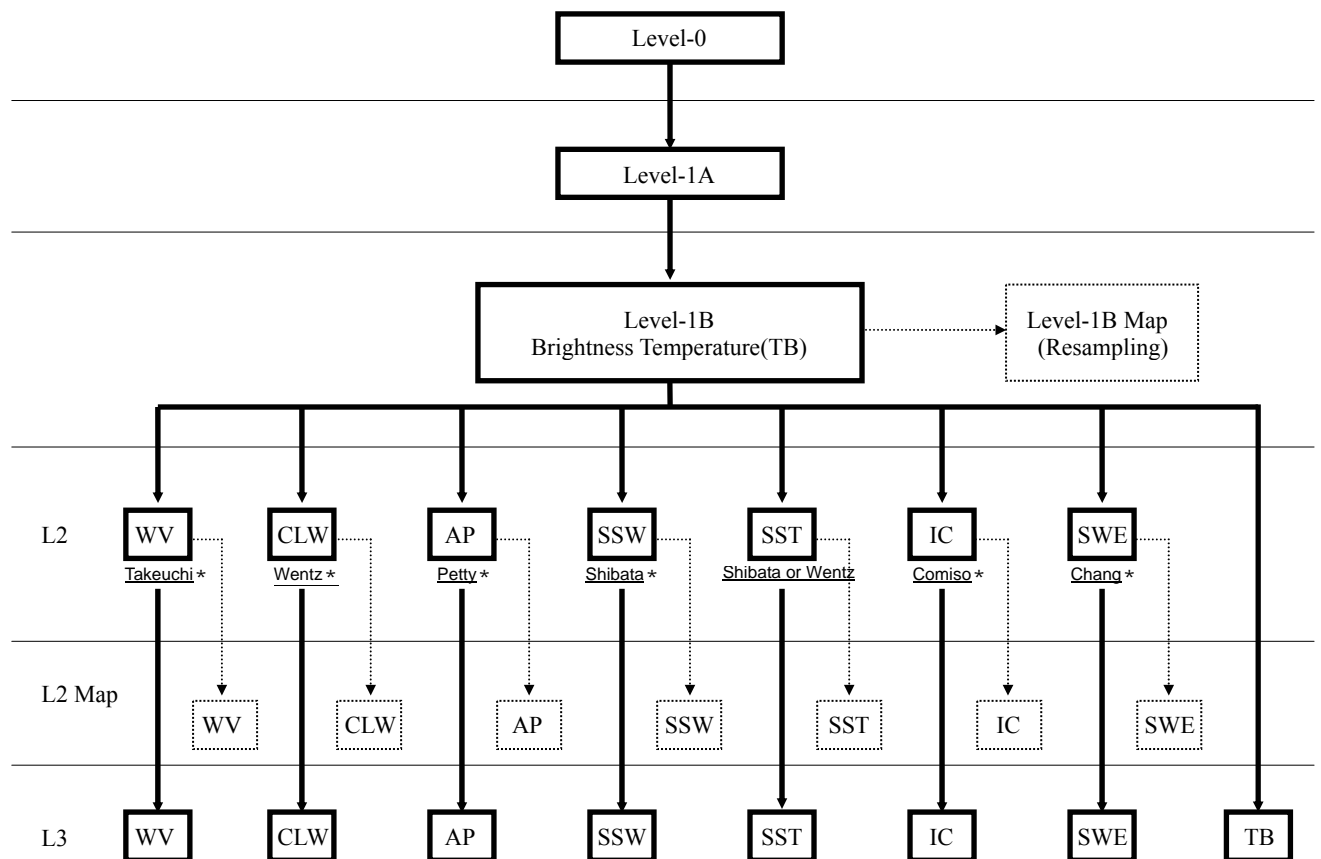 Level-0
Level-1A
Level-1B
Brightness Temperature(TB)
Level-1B Map
(Resampling)
L2
WV
CLW
AP
SSW
SST
IC
SWE
Takeuchi*
Wentz*
Petty*
Shibata*
Shibata or Wentz
Comiso*
Chang*
L2 Map
WV
CLW
AP
SSW
SST
IC
SWE
L3
WV
CLW
AP
SSW
SST
IC
SWE
TB